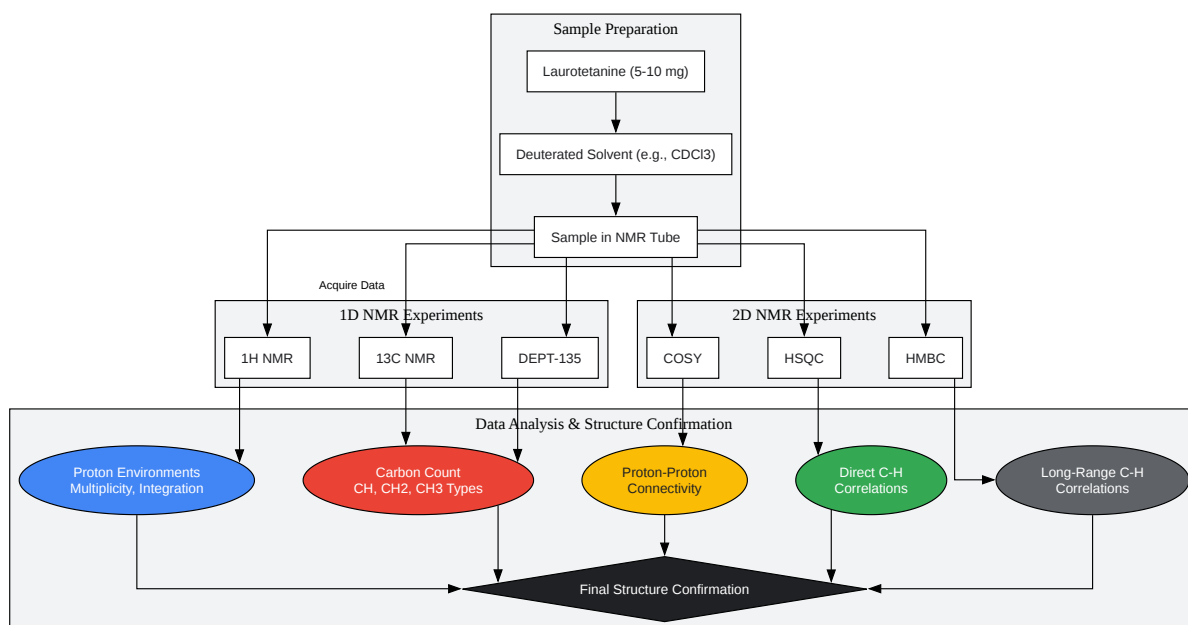 Sample Preparation
Laurotetanine (5-10 mg)
Deuterated Solvent (e.g., CDCl3)
Sample in NMR Tube
Acquire Data
1D NMR Experiments
2D NMR Experiments
1H NMR
13C NMR
DEPT-135
COSY
HSQC
HMBC
Data Analysis & Structure Confirmation
Proton Environments
Multiplicity, Integration
Carbon Count
CH, CH2, CH3 Types
Proton-Proton
Connectivity
Direct C-H
Correlations
Long-Range C-H
Correlations
Final Structure Confirmation